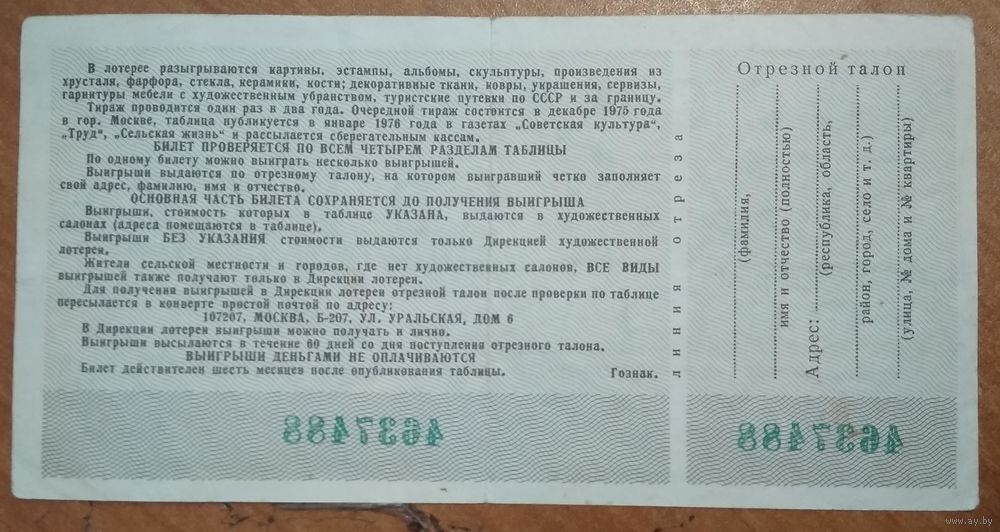 В лотерее разыгрываются картины, эстампы, альбомы, скульптуры, произведения из
хрусталя, фарфора, стекла, керамики, кости; декоративные ткани, ковры, украшения, сервизы,
гарнитуры мебели с художественным убранством, туристские путевки по СССР и за границу.
Тираж проводится один раз в два года. Очередной тираж состоится в декабре 1975 года
в гор. Москве, таблица публикуется в январе 1976 года в газетах „Советская культура“,
„Труд“, „Сельская жизнь“ и рассылается сберегательным кассам.
БИЛЕТ ПРОВЕРЯЕТСЯ ПО ВСЕМ ЧЕТЫРЕМ РАЗДЕЛАМ ТАБЛИЦЫ
По одному билету можно выиграть несколько выигрышей.
Выигрыши выдаются по отрезному талону, на котором выигравший четко заполняет
свой адрес, фамилию, имя и отчество.
ОСНОВНАЯ ЧАСТЬ БИЛЕТА СОХРАНЯЕТСЯ ДО ПОЛУЧЕНИЯ ВЫИГРЫША
Выигрыши, стоимость которых в таблице УКАЗАНА, выдаются в художественных
салонах (адреса помещаются в таблице).
Выигрыши БЕЗ УКАЗАНИЯ стоимости выдаются только Дирекцией художественной
лотереи.
Жители сельской местности и городов, где нет художественных салонов, ВСЕ ВИДЫ
выигрышей также получают только в Дирекции лотереи.
Для получения выигрышей в Дирекции лотереи отрезной талон после проверки по таблице
пересылается в конверте простой почтой по адресу:
107207, МОСКВА, Б-207, УЛ. УРАЛЬСКАЯ, ДОМ 6
В Дирекции лотереи выигрыши можно получать и лично.
Выигрыши высылаются в течение 60 дней со дня поступления отрезного талона.
ВЫИГРЫШИ ДЕНЬГАМИ НЕ ОПЛАЧИВАЮТСЯ
Билет действителен шесть месяцев после опубликования таблицы. Гознак.
4637488
линия отреза
Отрезной талон
(фамилия,
имя и отчество (полностью)
Адрес:
(республика, область,
район, город, село и т. д.)
(улица, № дома и № квартиры)
4637488
www.ay.by